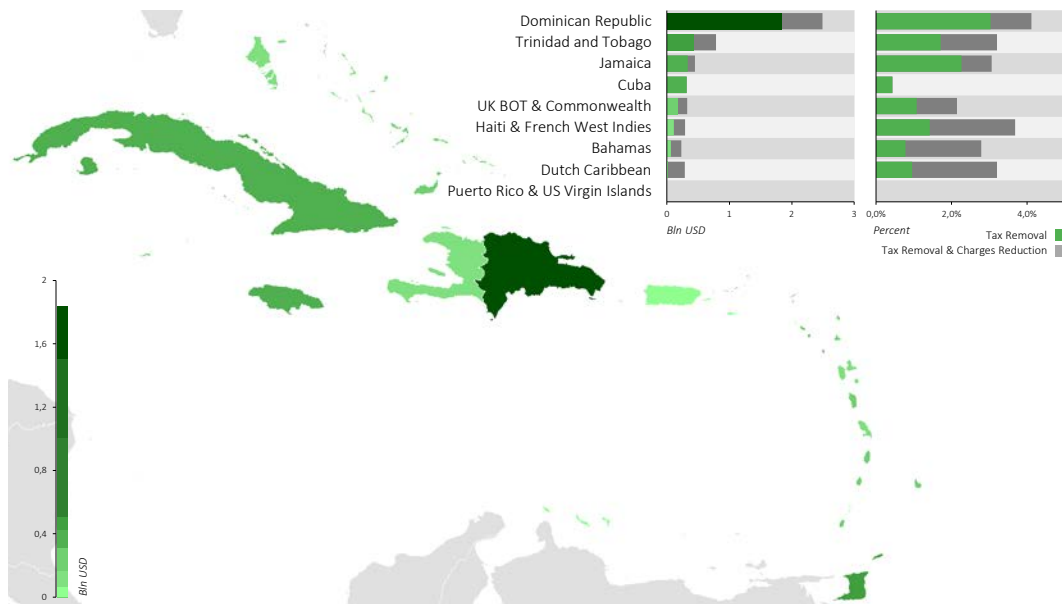 Dominican Republic
Trinidad and Tobago
Jamaica
Cuba
UK BOT & Commonwealth
Haiti & French West Indies
Bahamas
Dutch Caribbean
Puerto Rico & US Virgin Islands
0 1 2 3
Bln USD
0,0% 2,0% 4,0%
Percent
Tax Removal
Tax Removal & Charges Reduction
2
1,6
1,2
0,8
0,4
0
Bln USD